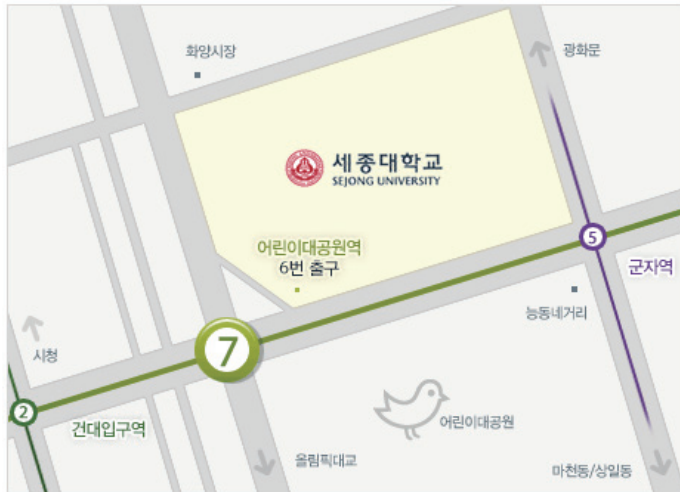 화양시장
광화문
세종대학교
SEJONG UNIVERSITY
어린이대공원역
6번 출구
5
군자역
능동네거리
7
시청
2
건대입구역
어린이대공원
올림픽대교
마천동/상일동